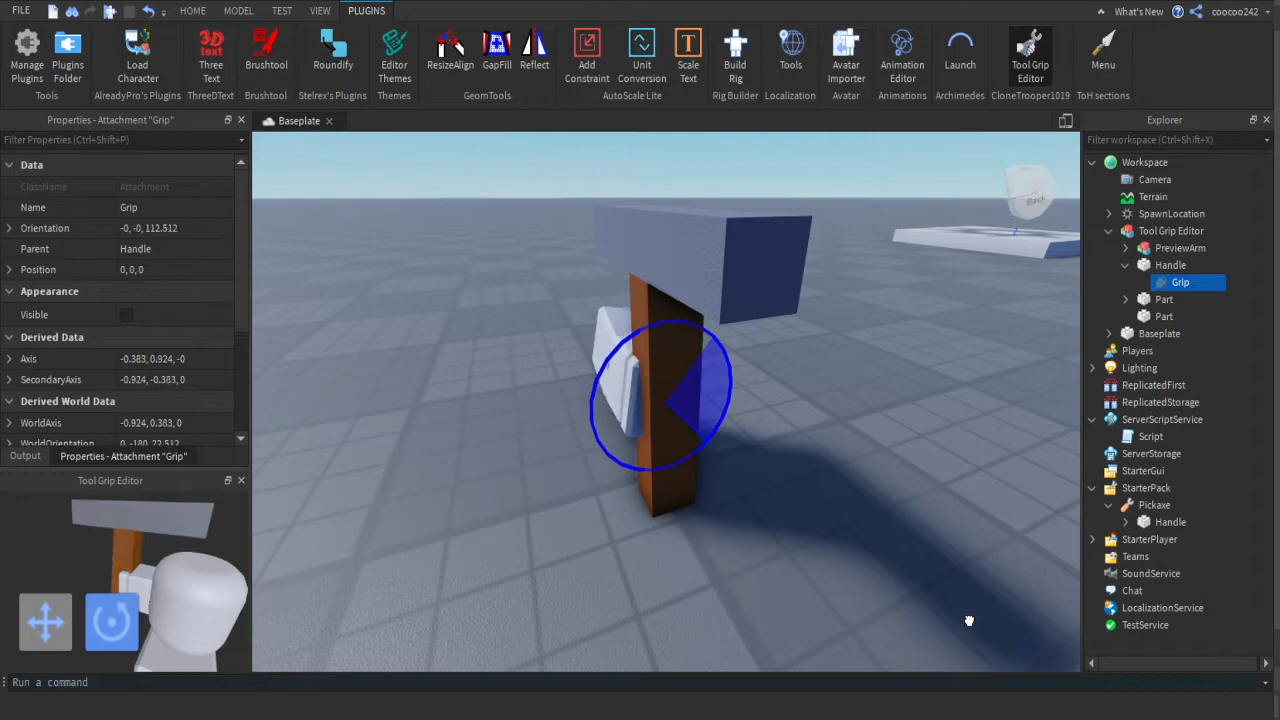 FILE HOME MODEL TEST VIEW PLUGINS What's New coocoo242
Manage Plugins Plugins Folder Load Character 3D text Three Text Brushtool Roundify Editor Themes ResizeAlign GapFill Reflect Add Constraint Unit Conversion T Scale Text Build Rig Tools Avatar Importer Animation Editor Launch Tool Grip Editor Menu
Tools AlreadyPro's Plugins ThreeDText Brushtool Stelrex's Plugins Themes GeomTools AutoScale Lite Rig Builder Localization Avatar Animations Archimedes CloneTrooper1019 ToH sections
Properties - Attachment "Grip"
Filter Properties (Ctrl+Shift+P)
Data
ClassName Attachment
Name Grip
Orientation -0, -0, 112.512
Parent Handle
Position 0,0,0
Appearance
Visible
Derived Data
Axis -0.383, 0.924, -0
SecondaryAxis -0.924, -0.383, 0
Derived World Data
WorldAxis -0.924, 0.383, 0
WorldOrientation 0, -180, 22.512
Output Properties - Attachment "Grip"
Tool Grip Editor
Baseplate
Back
Explorer
Filter workspace (Ctrl+Shift+X)
Workspace
Camera
Terrain
SpawnLocation
Tool Grip Editor
PreviewArm
Handle
Grip
Part
Part
Baseplate
Players
Lighting
ReplicatedFirst
ReplicatedStorage
ServerScriptService
Script
ServerStorage
StarterGui
StarterPack
Pickaxe
Handle
StarterPlayer
Teams
SoundService
Chat
LocalizationService
TestService
Run a command